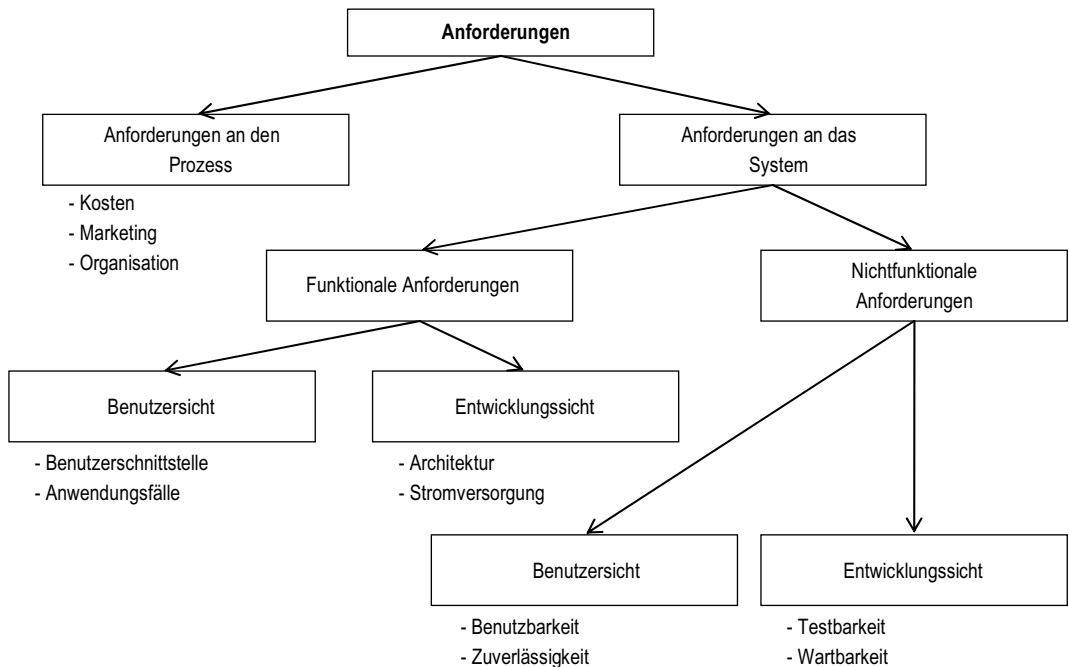 Anforderungen
Anforderungen an den
Prozess
- Kosten
- Marketing
- Organisation
Anforderungen an das
System
Funktionale Anforderungen
Nichtfunktionale
Anforderungen
Benutzersicht
- Benutzerschnittstelle
- Anwendungsfälle
Entwicklungssicht
- Architektur
- Stromversorgung
Benutzersicht
- Benutzbarkeit
- Zuverlässigkeit
Entwicklungssicht
- Testbarkeit
- Wartbarkeit